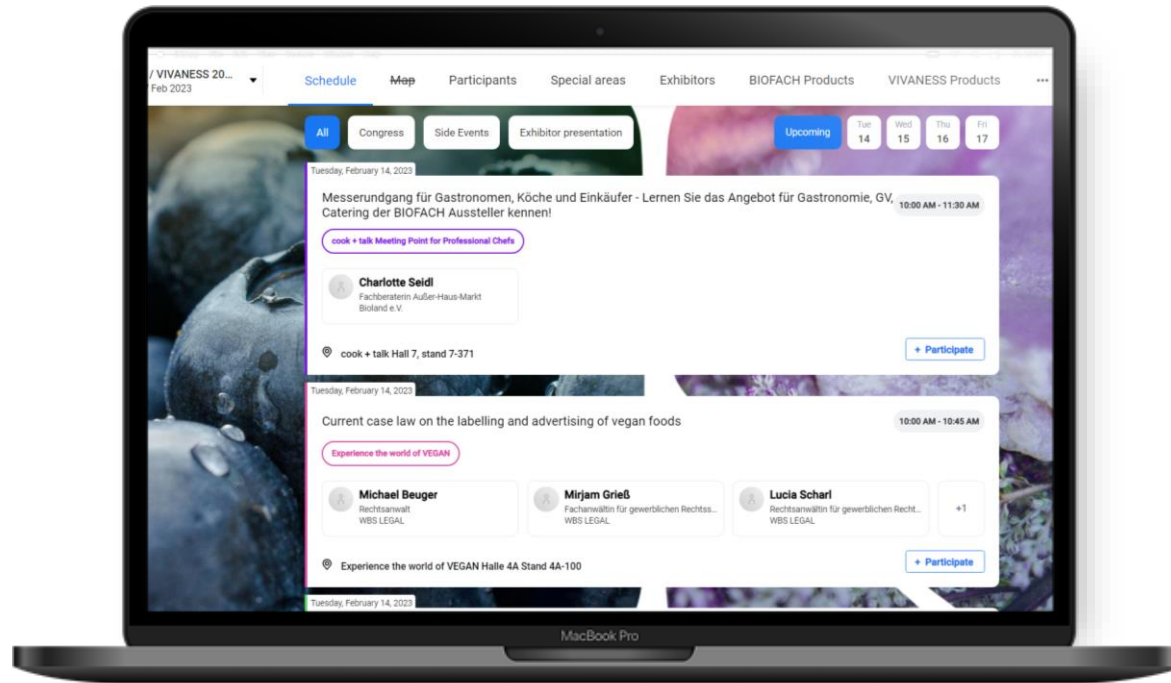 / VIVANESS 20...
Feb 2023
Schedule
Map
Participants
Special areas
Exhibitors
BIOFACH Products
VIVANESS Products
...
All
Congress
Side Events
Exhibitor presentation
Upcoming
Tue
14
Wed
15
Thu
16
Fri
17
Tuesday, February 14, 2023
Messerundgang für Gastronomen, Köche und Einkäufer - Lernen Sie das Angebot für Gastronomie, GV,
Catering der BIOFACH Aussteller kennen!
10:00 AM - 11:30 AM
cook + talk Meeting Point for Professional Chefs
Charlotte Seidl
Fachberaterin Außer-Haus-Markt
Bioland e.V.
cook + talk Hall 7, stand 7-371
+ Participate
Tuesday, February 14, 2023
Current case law on the labelling and advertising of vegan foods
10:00 AM - 10:45 AM
Experience the world of VEGAN
Michael Beuger
Rechtsanwalt
WBS LEGAL
Mirjam Grieß
Fachanwältin für gewerblichen Rechtss...
WBS LEGAL
Lucia Scharl
Rechtsanwältin für gewerblichen Recht...
WBS LEGAL
+1
Experience the world of VEGAN Halle 4A Stand 4A-100
+ Participate
Tuesday, February 14, 2023
MacBook Pro